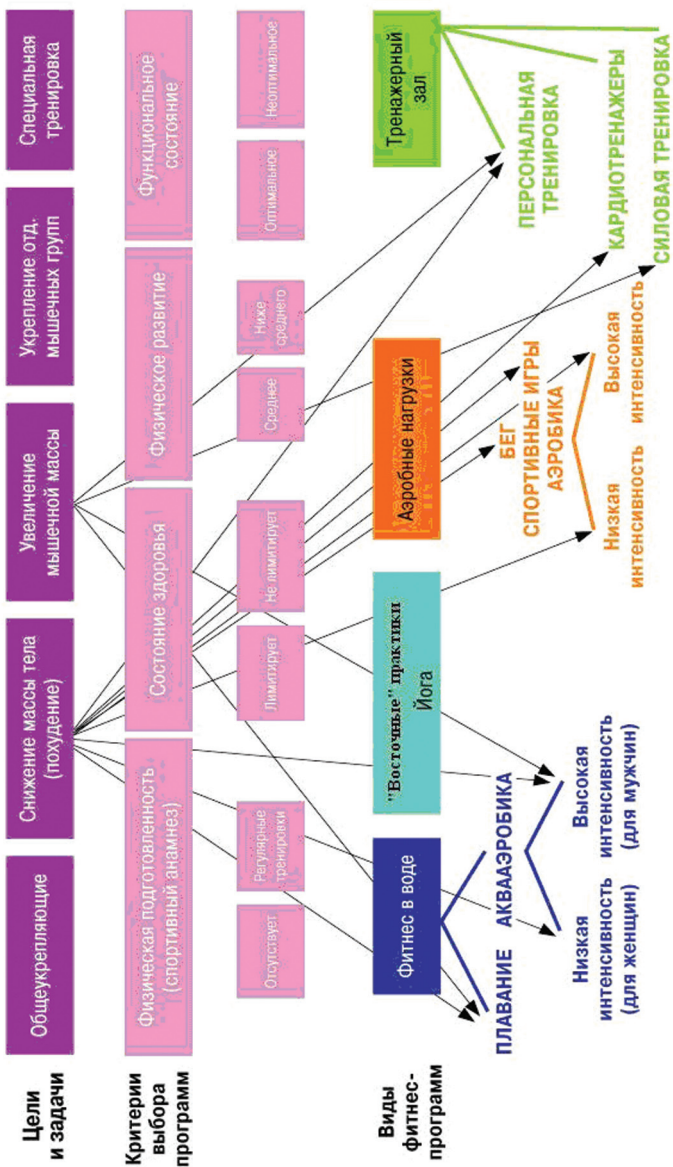 Цели
и задачи
Общеукрепляющие
Снижение массы тела
(похудение)
Увеличение
мышечной массы
Укрепление отд.
мышечных групп
Специальная
тренировка
Критерии
выбора
программ
Физическая подготовленность
(спортивный анамнез)
Состояние здоровья
Физическое развитие
Функциональное
состояние
Отсутствует
Регулярные
тренировки
Лимитирует
Не лимитирует
Среднее
Ниже
среднего
Оптимальное
Неоптимальное
Виды
фитнес-
программ
Фитнес в воде
"Восточные" практики
Йога
Аэробные нагрузки
Тренажерный
зал
ПЛАВАНИЕ
АКВААЭРОБИКА
Низкая
интенсивность
(для женщин)
Высокая
интенсивность
(для мужчин)
БЕГ
СПОРТИВНЫЕ ИГРЫ
АЭРОБИКА
Низкая
интенсивность
Высокая
интенсивность
ПЕРСОНАЛЬНАЯ
ТРЕНИРОВКА
КАРДИОТРЕНАЖЕРЫ
СИЛОВАЯ ТРЕНИРОВКА